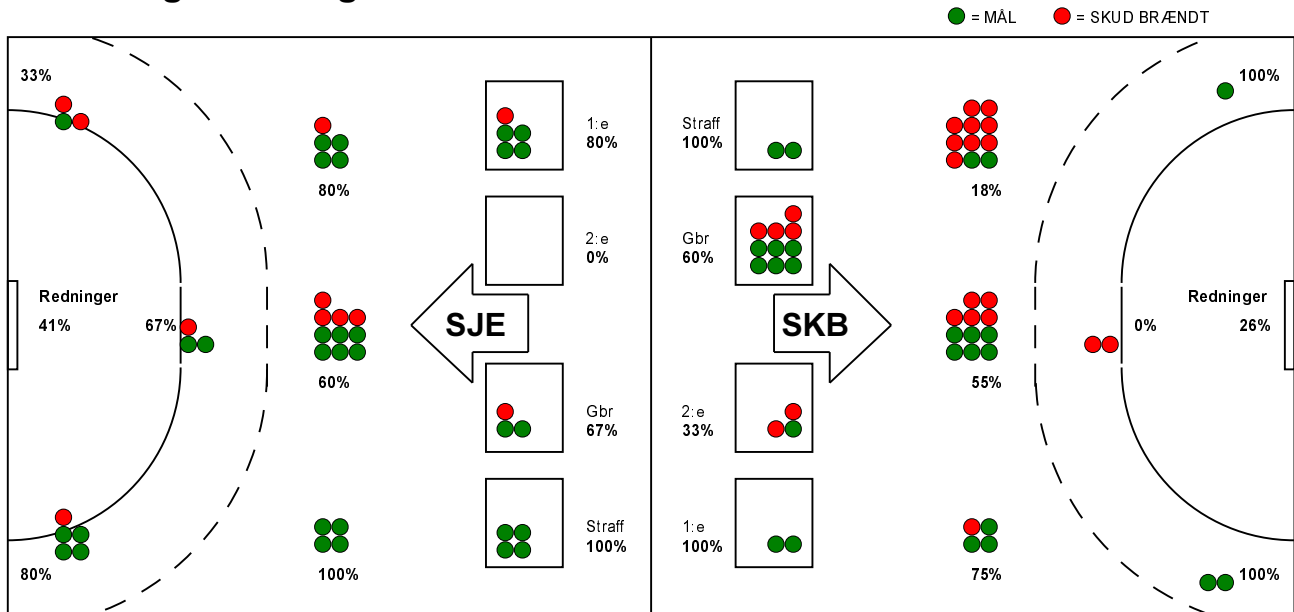 = MÅL
= SKUD BRÆNDT
33%
80%
1:e
80%
2:e
0%
Redninger
41%
67%
SJE
60%
Gbr
67%
80%
100%
Straff
100%
Straff
100%
18%
100%
Gbr
60%
SKB
55%
0%
Redninger
26%
2:e
33%
1:e
100%
75%
100%